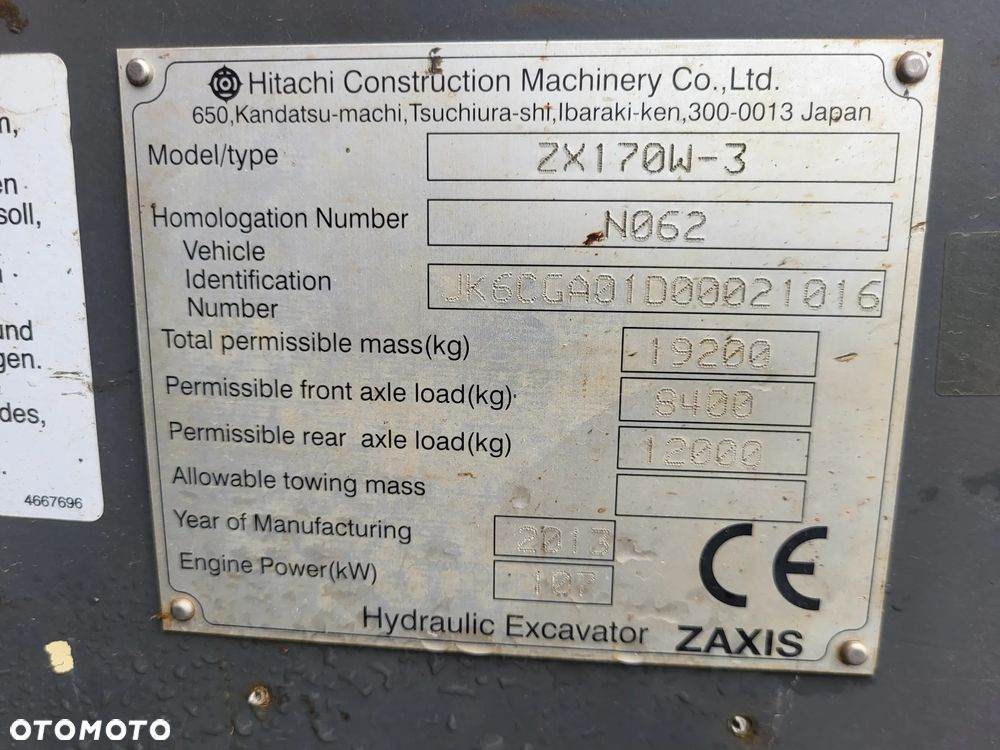 Hitachi Construction Machinery Co.,Ltd.
650,Kandatsu-machi,Tsuchiura-shi,Ibaraki-ken,300-0013 Japan
Model/type ZX170W-3
Homologation Number N062
Vehicle
Identification JK6CGA01D00021016
Number
Total permissible mass(kg) 19200
Permissible front axle load(kg) 8400
Permissible rear axle load(kg) 12000
Allowable towing mass
Year of Manufacturing 2013
Engine Power(kW) 107
CE
Hydraulic Excavator ZAXIS
soll,
und
4667696
OTOMOTO